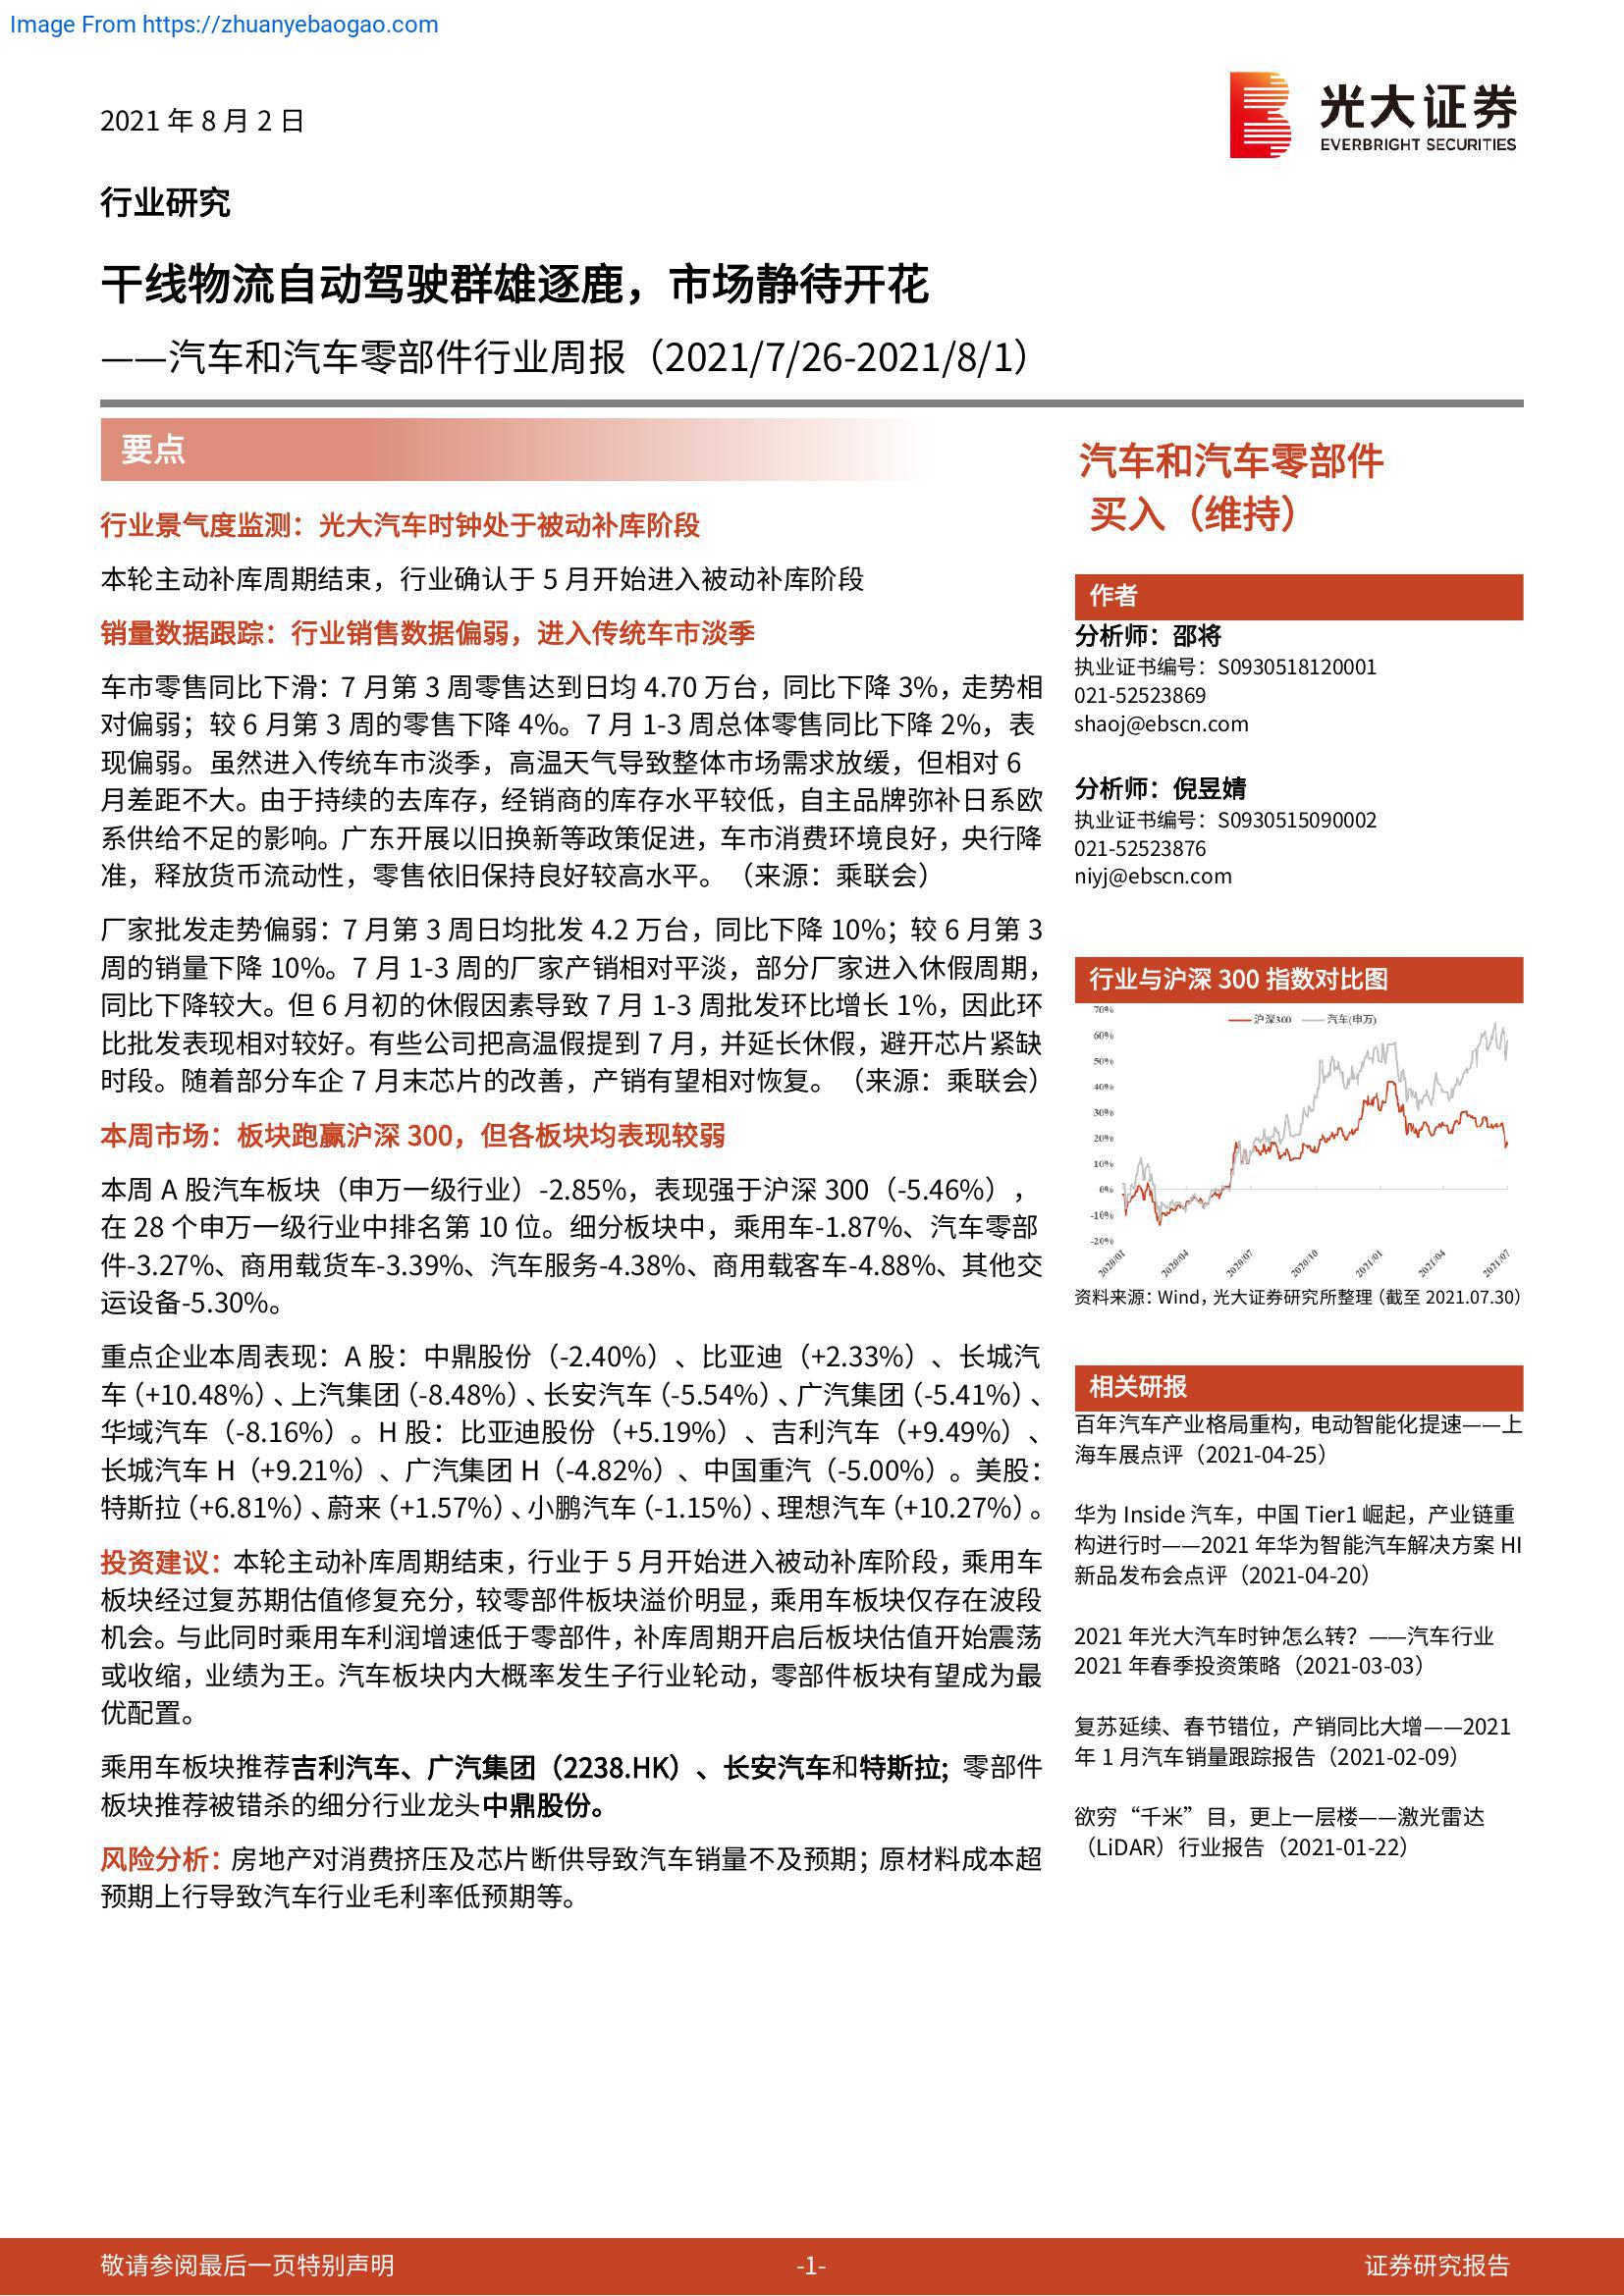 Image From https://zhuanyebaogao.com
2021 年 8 月 2 日
光大证券
EVERBRIGHT SECURITIES
行业研究
干线物流自动驾驶群雄逐鹿，市场静待开花
——汽车和汽车零部件行业周报（2021/7/26-2021/8/1）
要点
行业景气度监测：光大汽车时钟处于被动补库阶段
本轮主动补库周期结束，行业确认于 5 月开始进入被动补库阶段
销量数据跟踪：行业销售数据偏弱，进入传统车市淡季
车市零售同比下滑：7 月第 3 周零售达到日均 4.70 万台，同比下降 3%，走势相
对偏弱；较 6 月第 3 周的零售下降 4%。7 月 1-3 周总体零售同比下降 2%，表
现偏弱。虽然进入传统车市淡季，高温天气导致整体市场需求放缓，但相对 6
月差距不大。由于持续的去库存，经销商的库存水平较低，自主品牌弥补日系欧
系供给不足的影响。广东开展以旧换新等政策促进，车市消费环境良好，央行降
准，释放货币流动性，零售依旧保持良好较高水平。（来源：乘联会）
厂家批发走势偏弱：7 月第 3 周日均批发 4.2 万台，同比下降 10%；较 6 月第 3
周的销量下降 10%。7 月 1-3 周的厂家产销相对平淡，部分厂家进入休假周期，
同比下降较大。但 6 月初的休假因素导致 7 月 1-3 周批发环比增长 1%，因此环
比批发表现相对较好。有些公司把高温假提到 7 月，并延长休假，避开芯片紧缺
时段。随着部分车企 7 月末芯片的改善，产销有望相对恢复。（来源：乘联会）
本周市场：板块跑赢沪深 300，但各板块均表现较弱
本周 A 股汽车板块（申万一级行业）-2.85%，表现强于沪深 300（-5.46%），
在 28 个申万一级行业中排名第 10 位。细分板块中，乘用车-1.87%、汽车零部
件-3.27%、商用载货车-3.39%、汽车服务-4.38%、商用载客车-4.88%、其他交
运设备-5.30%。
重点企业本周表现：A 股：中鼎股份（-2.40%）、比亚迪（+2.33%）、长城汽
车（+10.48%）、上汽集团（-8.48%）、长安汽车（-5.54%）、广汽集团（-5.41%）、
华域汽车（-8.16%）。H 股：比亚迪股份（+5.19%）、吉利汽车（+9.49%）、
长城汽车 H（+9.21%）、广汽集团 H（-4.82%）、中国重汽（-5.00%）。美股：
特斯拉（+6.81%）、蔚来（+1.57%）、小鹏汽车（-1.15%）、理想汽车（+10.27%）。
投资建议：本轮主动补库周期结束，行业于 5 月开始进入被动补库阶段，乘用车
板块经过复苏期估值修复充分，较零部件板块溢价明显，乘用车板块仅存在波段
机会。与此同时乘用车利润增速低于零部件，补库周期开启后板块估值开始震荡
或收缩，业绩为王。汽车板块内大概率发生子行业轮动，零部件板块有望成为最
优配置。
乘用车板块推荐吉利汽车、广汽集团（2238.HK）、长安汽车和特斯拉; 零部件
板块推荐被错杀的细分行业龙头中鼎股份。
风险分析：房地产对消费挤压及芯片断供导致汽车销量不及预期；原材料成本超
预期上行导致汽车行业毛利率低预期等。
汽车和汽车零部件
买入（维持）
作者
分析师：邵将
执业证书编号：S0930518120001
021-52523869
shaoj@ebscn.com
分析师：倪昱婧
执业证书编号：S0930515090002
021-52523876
niyj@ebscn.com
行业与沪深 300 指数对比图
沪深300 汽车(申万)
70%
60%
50%
40%
30%
20%
10%
0%
-10%
-20%
2020/01 2020/04 2020/07 2020/10 2021/01 2021/04 2021/07
资料来源：Wind，光大证券研究所整理（截至 2021.07.30）
相关研报
百年汽车产业格局重构，电动智能化提速——上
海车展点评（2021-04-25）
华为 Inside 汽车，中国 Tier1 崛起，产业链重
构进行时——2021 年华为智能汽车解决方案 HI
新品发布会点评（2021-04-20）
2021 年光大汽车时钟怎么转？——汽车行业
2021 年春季投资策略（2021-03-03）
复苏延续、春节错位，产销同比大增——2021
年 1 月汽车销量跟踪报告（2021-02-09）
欲穷“千米”目，更上一层楼——激光雷达
（LiDAR）行业报告（2021-01-22）
敬请参阅最后一页特别声明
-1-
证券研究报告